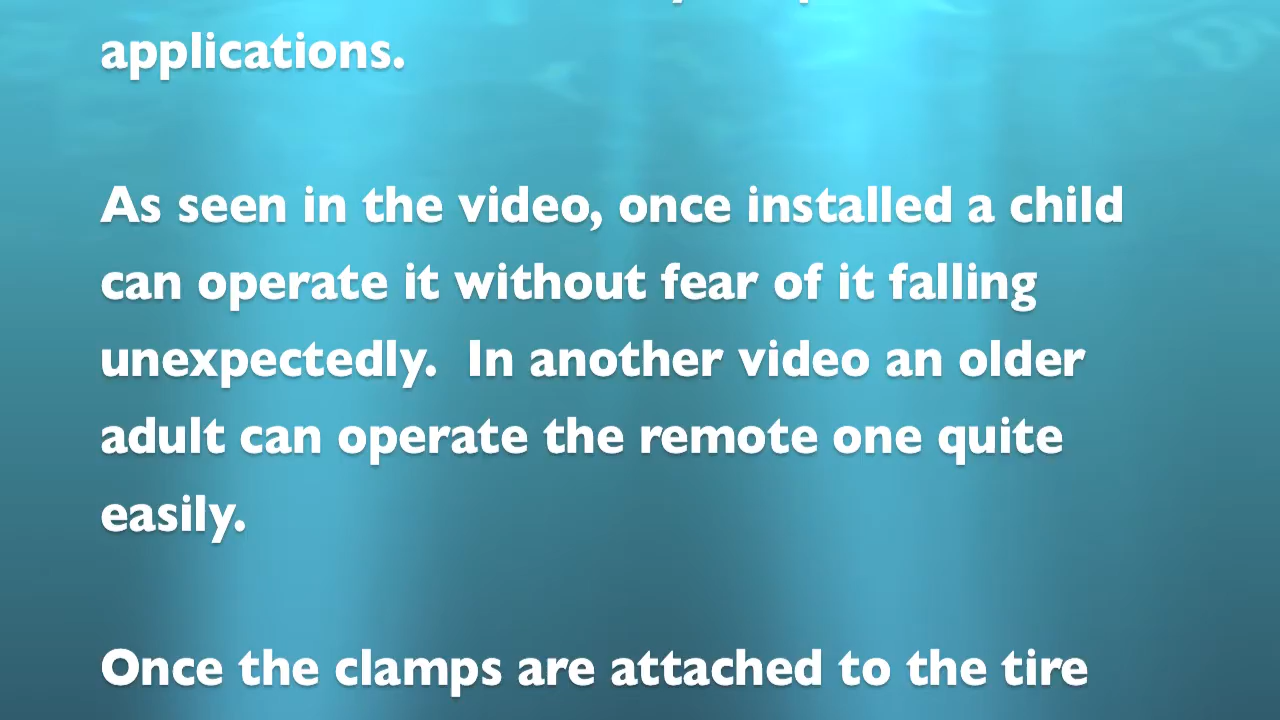 applications.
As seen in the video, once installed a child
can operate it without fear of it falling
unexpectedly.  In another video an older
adult can operate the remote one quite
easily.
Once the clamps are attached to the tire